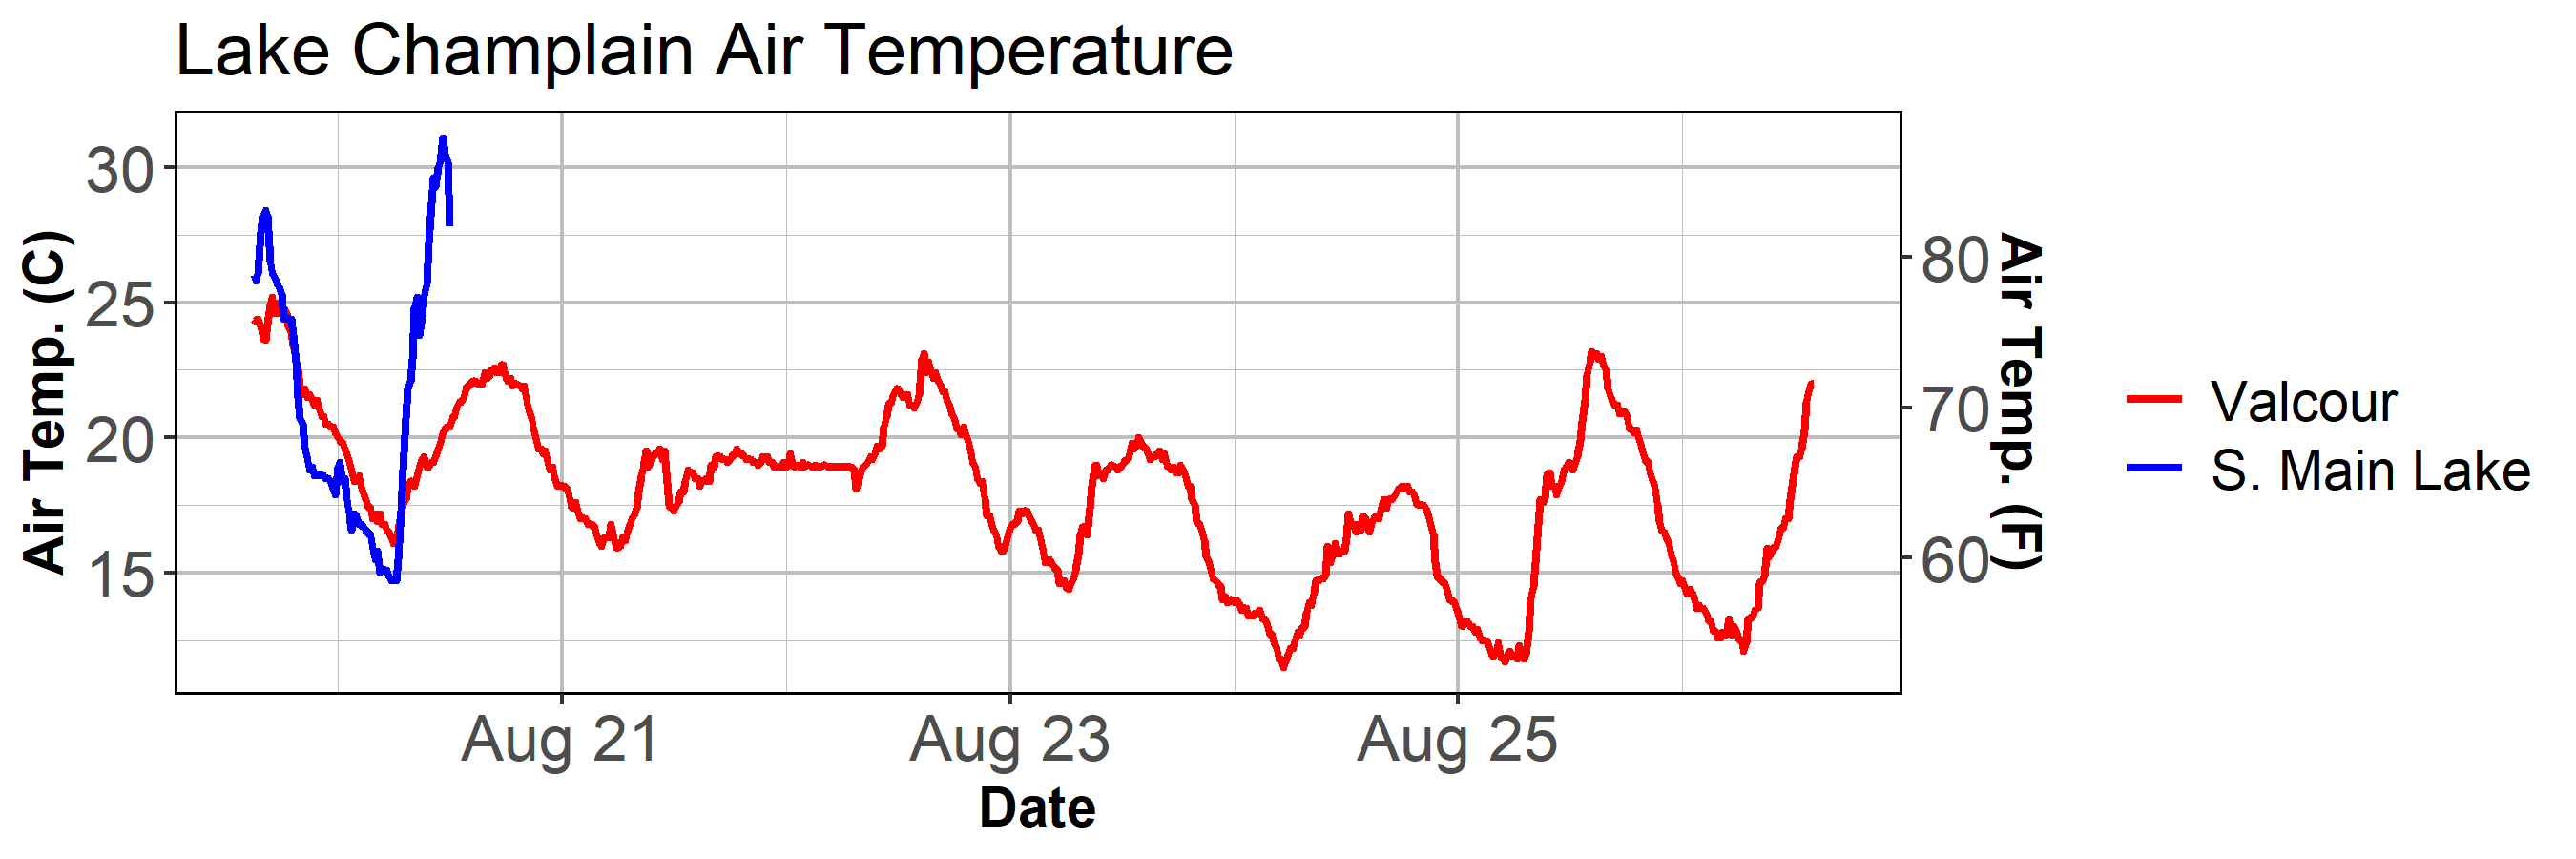 Lake Champlain Air Temperature
Air Temp. (C)
30
25
20
15
80
70
60
Air Temp. (F)
Valcour
S. Main Lake
Aug 21
Aug 23
Aug 25
Date